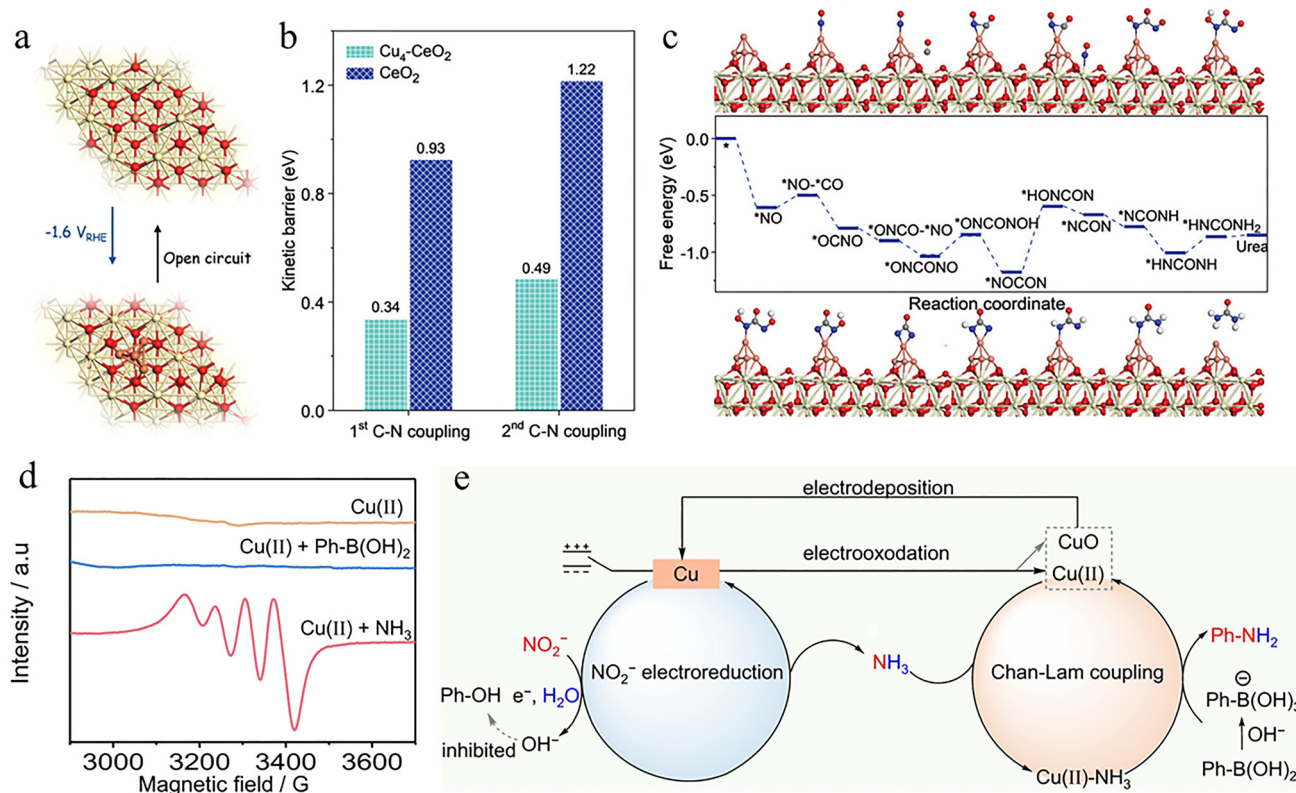 a
-1.6 V_RHE
Open circuit
b
Cu₄-CeO₂
CeO₂
Kinetic barrier (eV)
1.2
0.8
0.4
0.0
0.34
0.93
0.49
1.22
1st C-N coupling
2nd C-N coupling
c
Free energy (eV)
0.0
-0.5
-1.0
*
*NO
*NO-*CO
*OCNO
*ONCO-*NO
*ONCONO
*ONCONOH
*NOCON
*HONCON
*NCON
*NCONH
*HNCONH
*HNCONH₂
Urea
Reaction coordinate
d
Intensity / a.u
Cu(II)
Cu(II) + Ph-B(OH)₂
Cu(II) + NH₃
3000
3200
3400
3600
Magnetic field / G
e
electrodeposition
electrooxodation
+++
Cu
CuO
Cu(II)
NO₂⁻
NO₂⁻ electroreduction
Ph-OH e⁻, H₂O
inhibited
OH⁻
NH₃
Chan-Lam coupling
Cu(II)-NH₃
Ph-NH₂
⊖
Ph-B(OH)₃
OH⁻
Ph-B(OH)₂